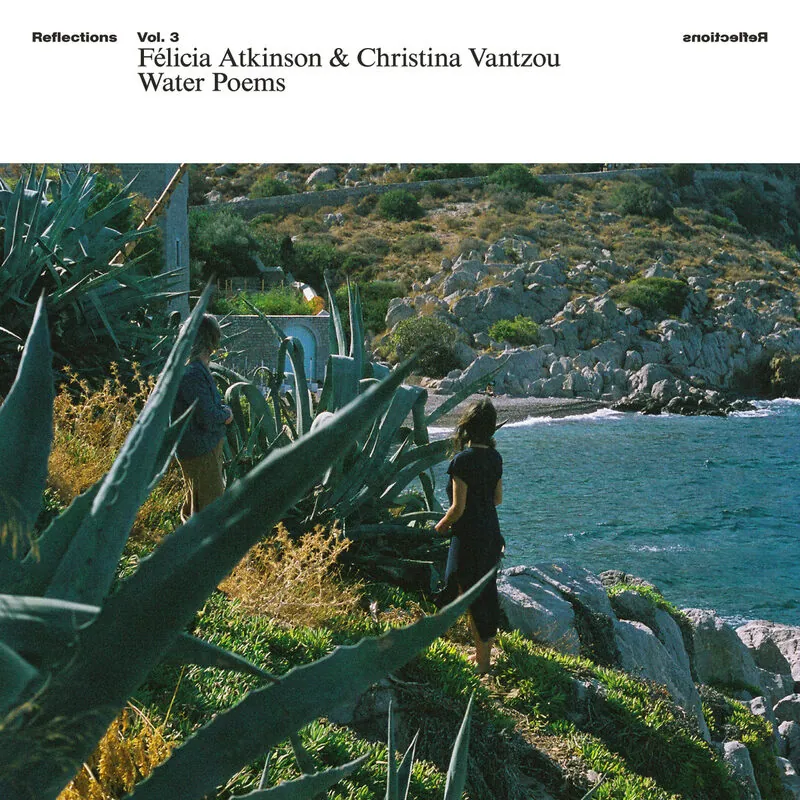 Reflections Vol. 3 Reflections
Félicia Atkinson & Christina Vantzou
Water Poems